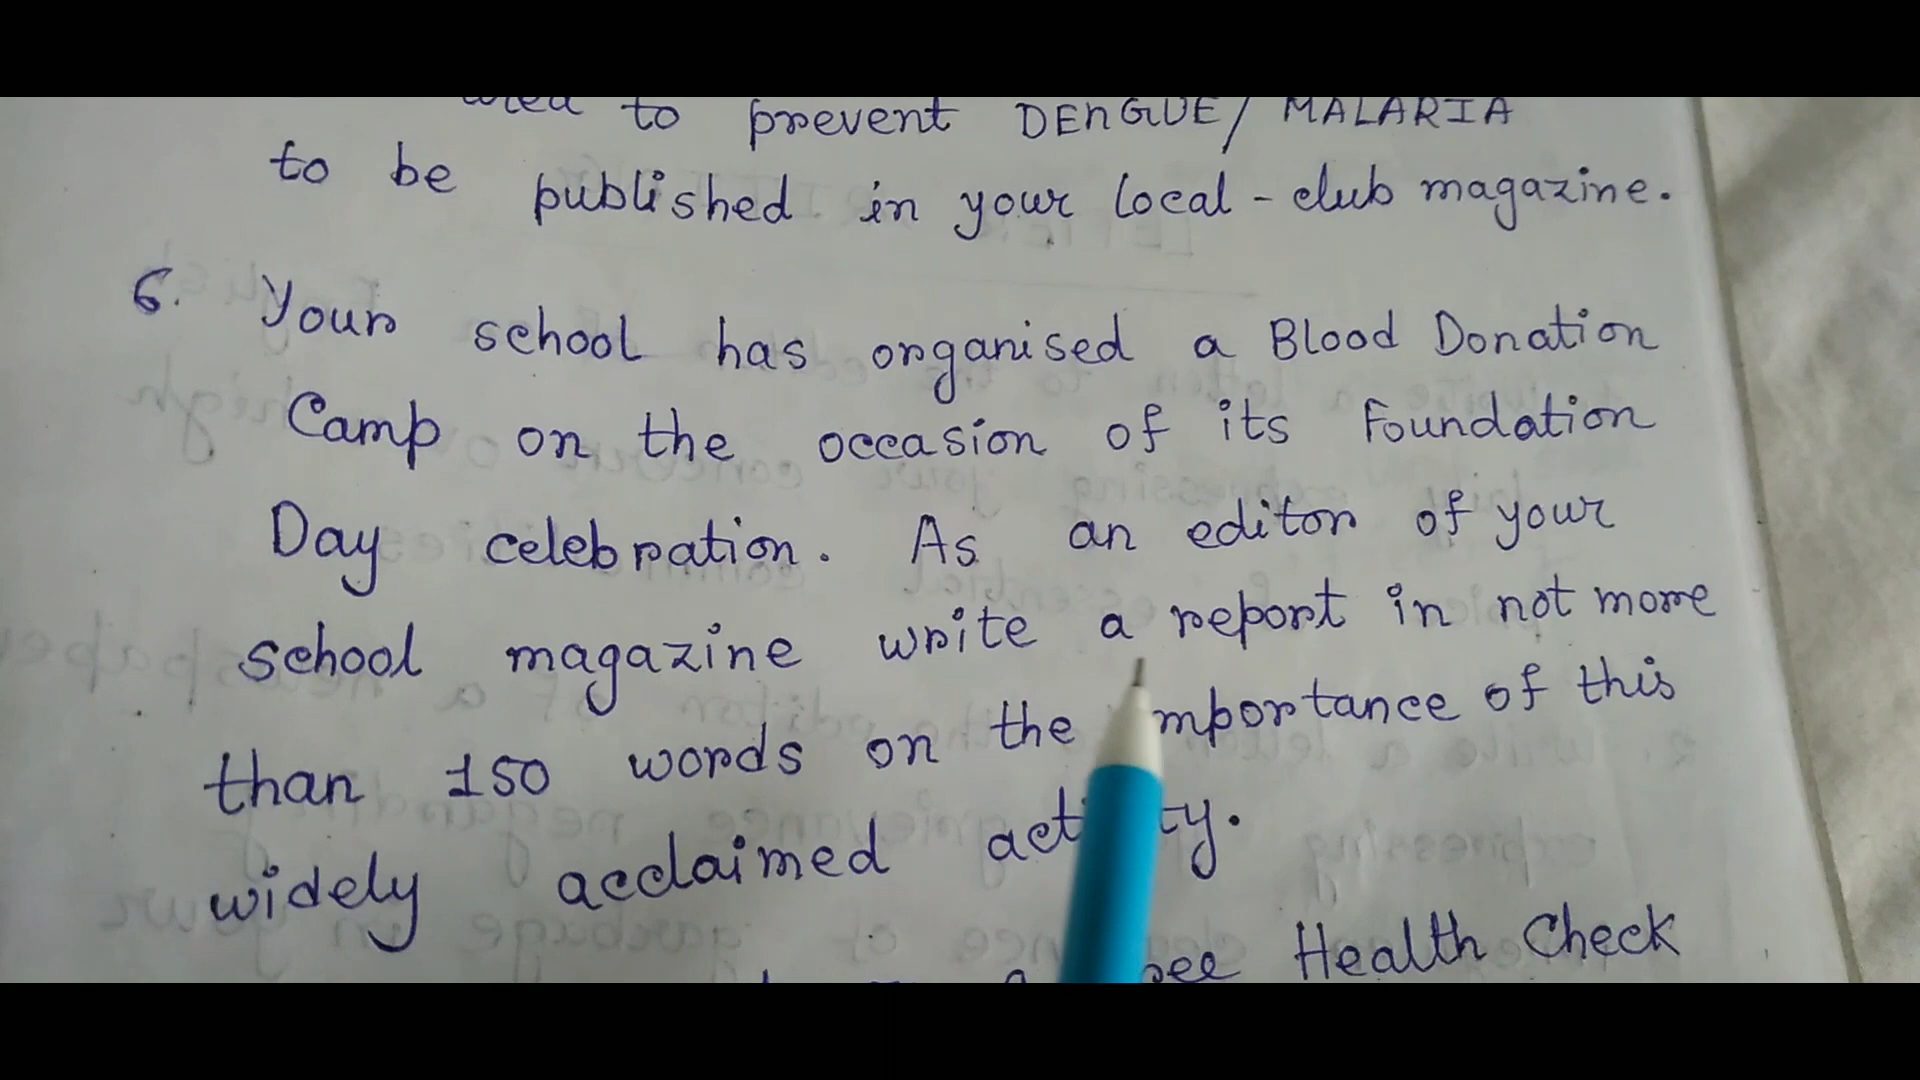 to prevent DENGUE/ MALARIA
to be published in your local - club magazine.
6. Your school has organised a Blood Donation
Camp on the occasion of its Foundation
Day celebration. As an editor of your
school magazine write a report in not more
than 150 words on the importance of this
widely acclaimed activity.
Health Check